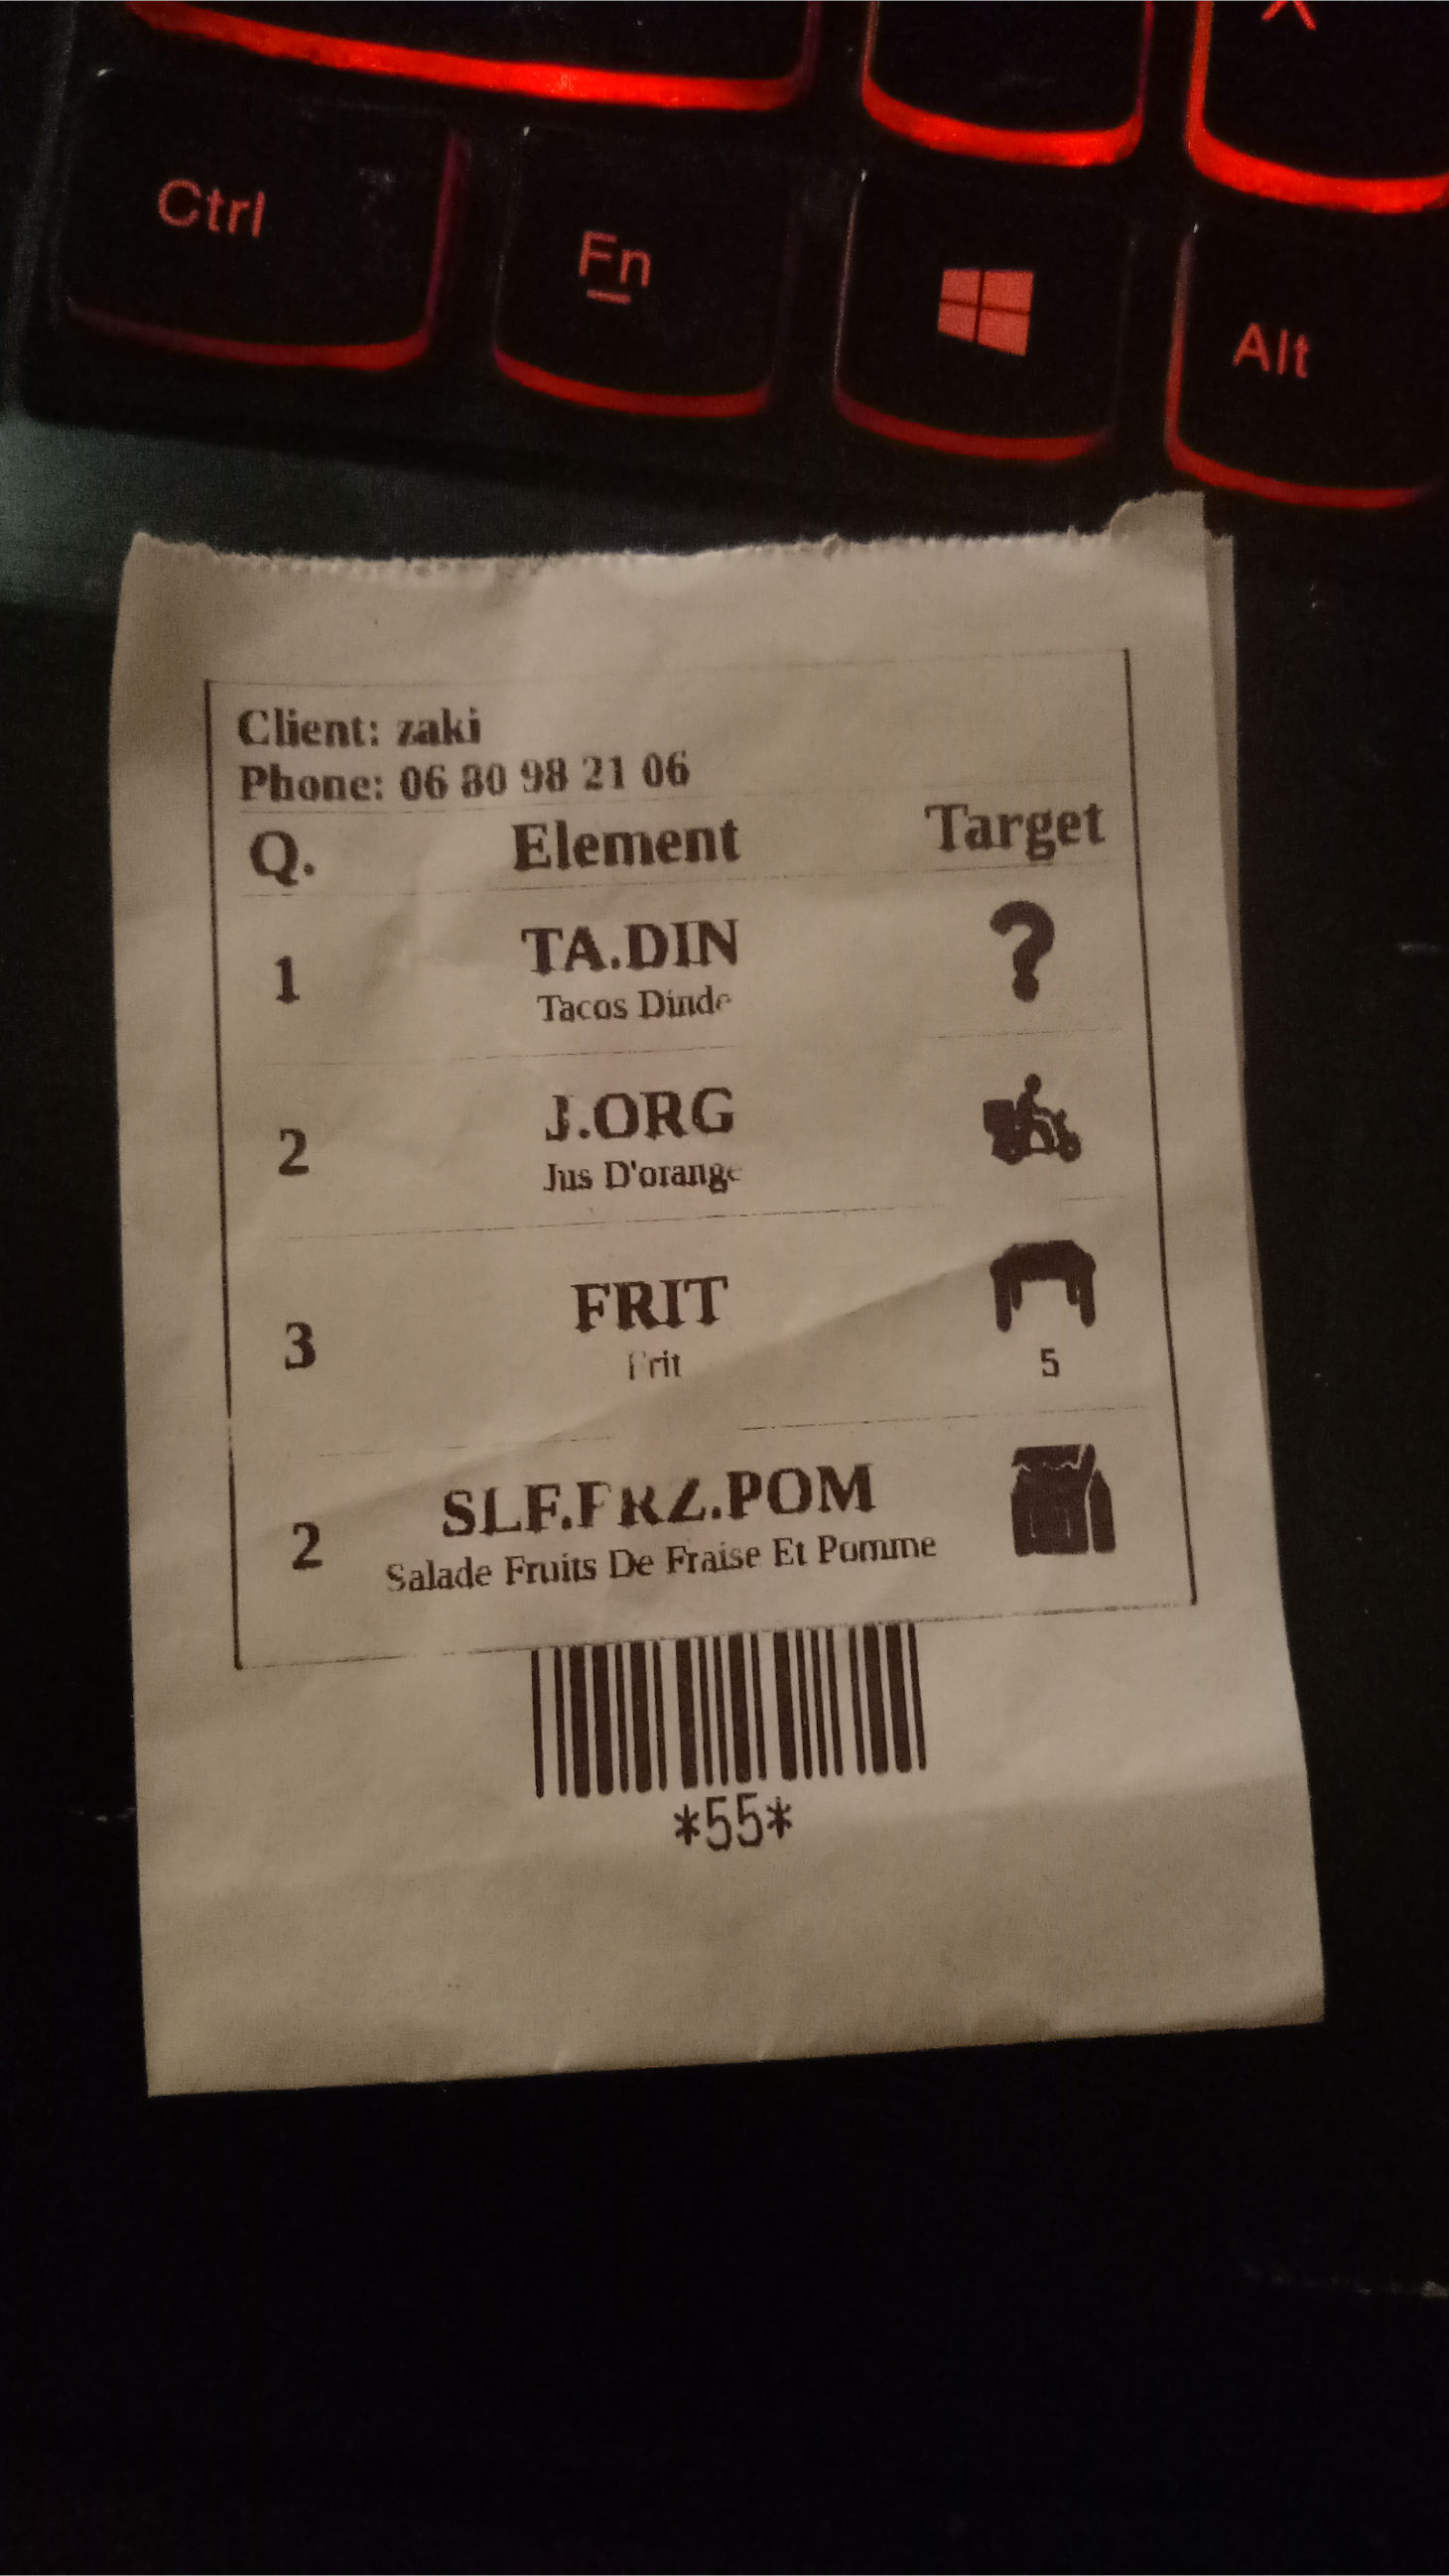 Ctrl
Fn
Alt
Client: zaki
Phone: 06 80 98 21 06
Q. Element Target
1 TA.DIN ?
Tacos Dinde
2 J.ORG
Jus D'orange
3 FRIT
Frit 5
2 SLF.FRZ.POM
Salade Fruits De Fraise Et Pomme
*55*